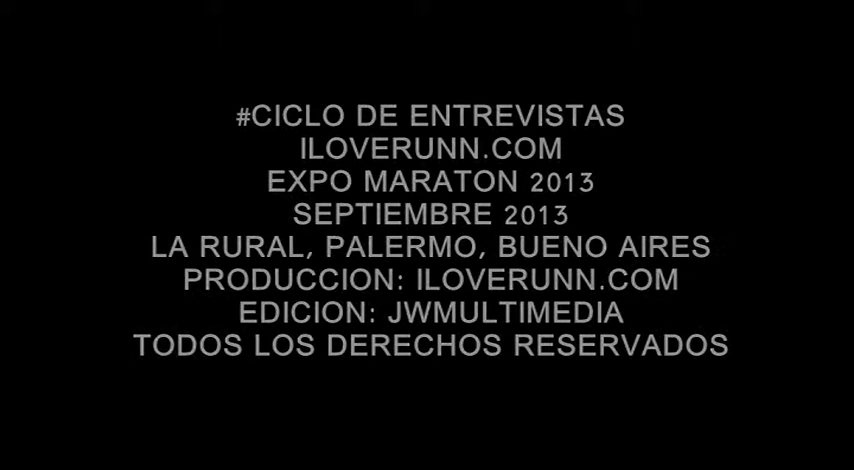 #CICLO DE ENTREVISTAS
ILOVERUNN.COM
EXPO MARATON 2013
SEPTIEMBRE 2013
LA RURAL, PALERMO, BUENO AIRES
PRODUCCION: ILOVERUNN.COM
EDICION: JWMULTIMEDIA
TODOS LOS DERECHOS RESERVADOS